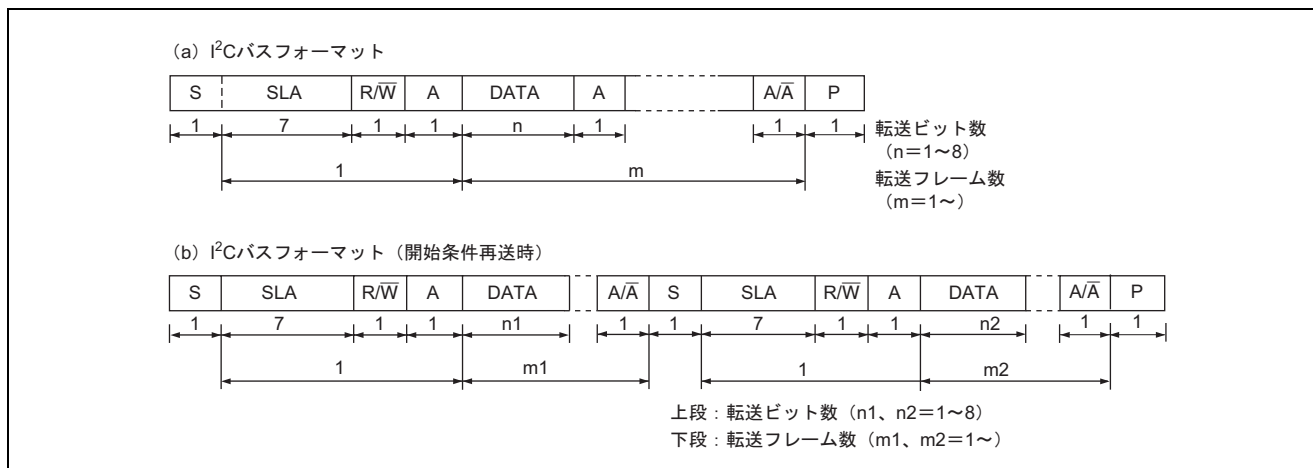 (a) I²Cバスフォーマット
S SLA R/W̅ A DATA A A/A̅ P
1 7 1 1 n 1 1 1 転送ビット数
(n=1～8)
1 m 転送フレーム数
(m=1～)
(b) I²Cバスフォーマット(開始条件再送時)
S SLA R/W̅ A DATA A/A̅ S SLA R/W̅ A DATA A/A̅ P
1 7 1 1 n1 1 1 7 1 1 n2 1 1
1 m1 1 m2
上段:転送ビット数(n1、n2=1～8)
下段:転送フレーム数(m1、m2=1～)